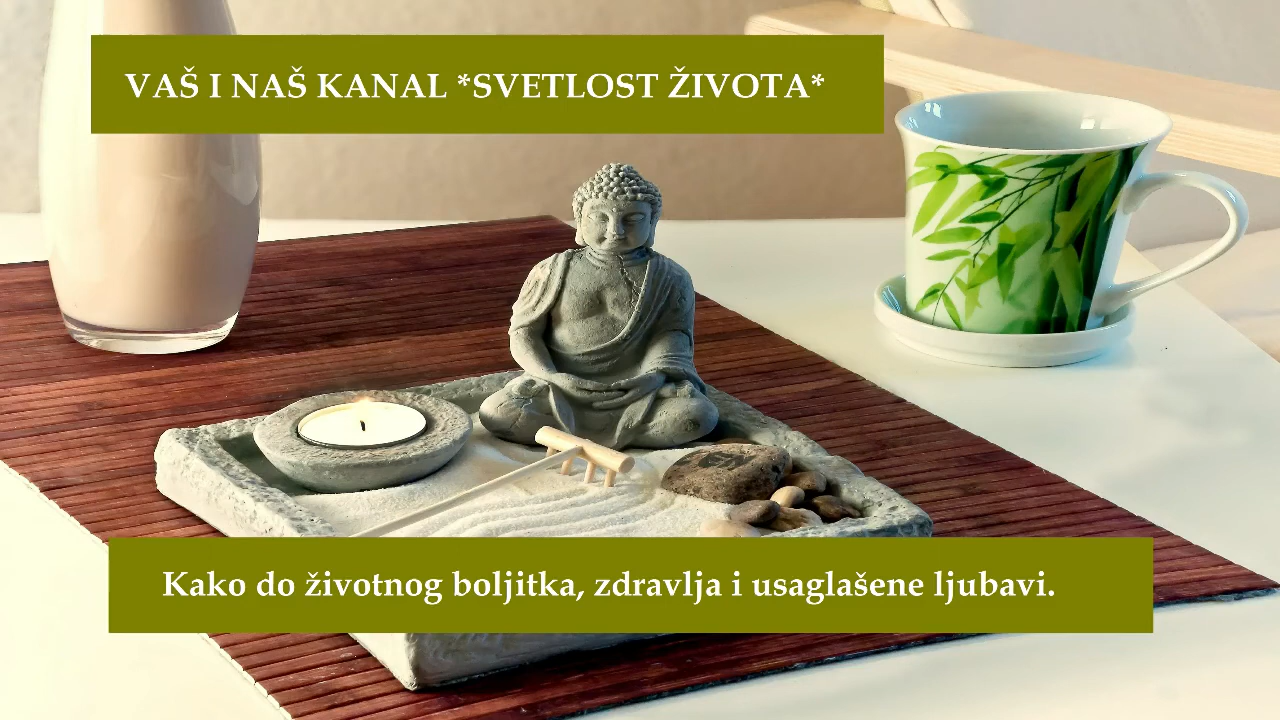 VAŠ I NAŠ KANAL *SVETLOST ŽIVOTA*
Kako do životnog boljitka, zdravlja i usaglašene ljubavi.